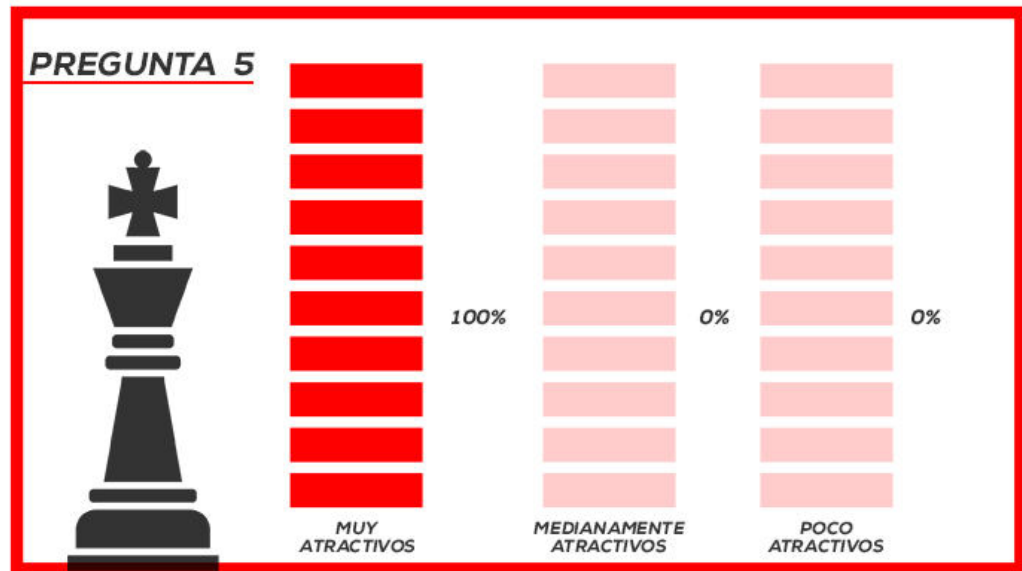 PREGUNTA 5
100%
0%
0%
MUY
ATRACTIVOS
MEDIANAMENTE
ATRACTIVOS
POCO
ATRACTIVOS